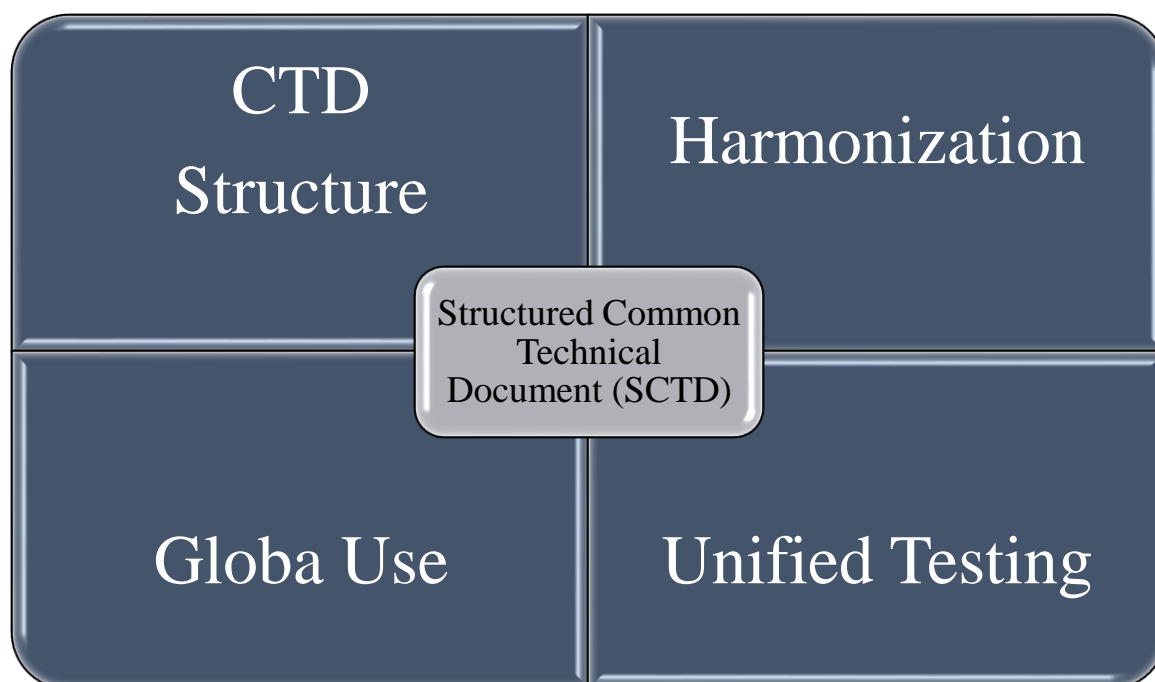 CTD
Structure
Harmonization
Structured Common
Technical
Document (SCTD)
Globa Use
Unified Testing